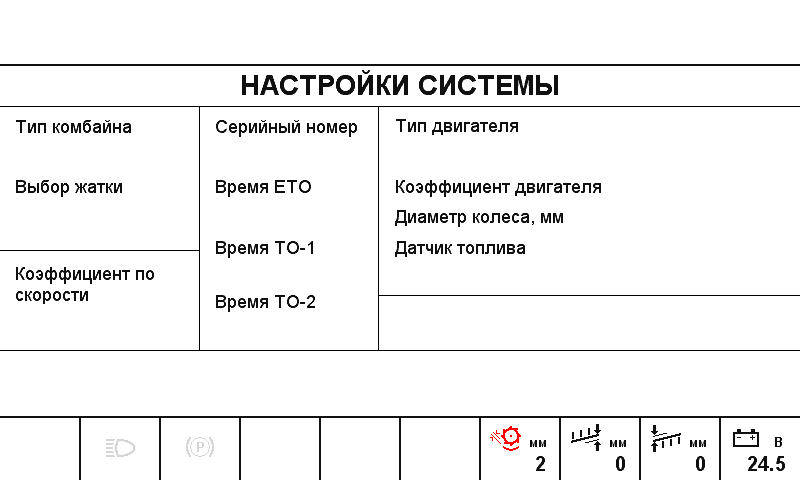 НАСТРОЙКИ СИСТЕМЫ
Тип комбайна
Выбор жатки
Коэффициент по
скорости
Серийный номер
Время ЕТО
Время ТО-1
Время ТО-2
Тип двигателя
Коэффициент двигателя
Диаметр колеса, мм
Датчик топлива
(P)
мм
2
мм
0
мм
0
В
24.5